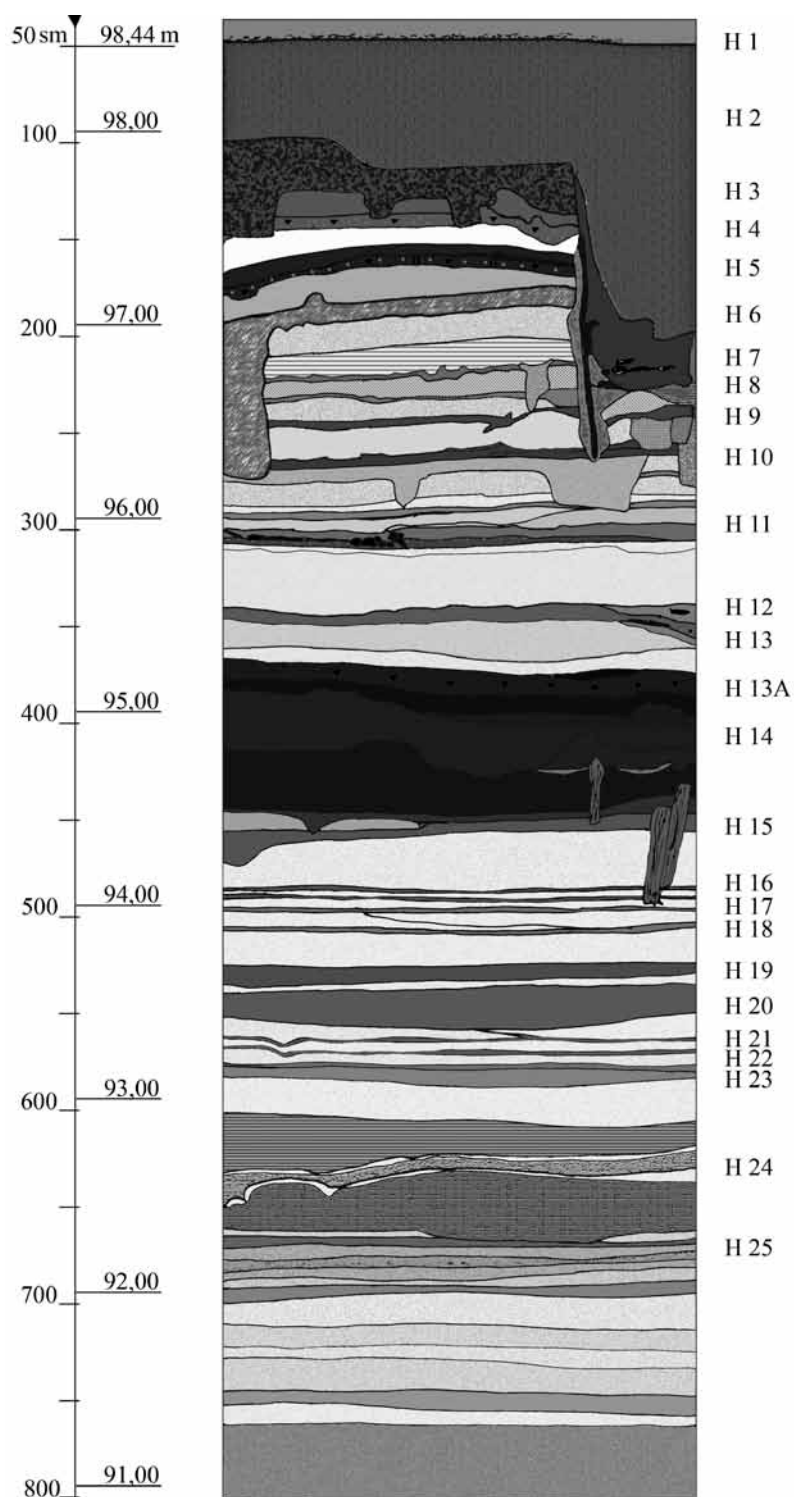 50 sm 98,44 m H 1
98,00 H 2
100
H 3
H 4
H 5
H 6
97,00
200
H 7
H 8
H 9
H 10
96,00
300 H 11
H 12
H 13
H 13A
95,00
400
H 14
H 15
H 16
94,00 H 17
500
H 18
H 19
H 20
H 21
H 22
H 23
93,00
600
H 24
H 25
92,00
700
91,00
800